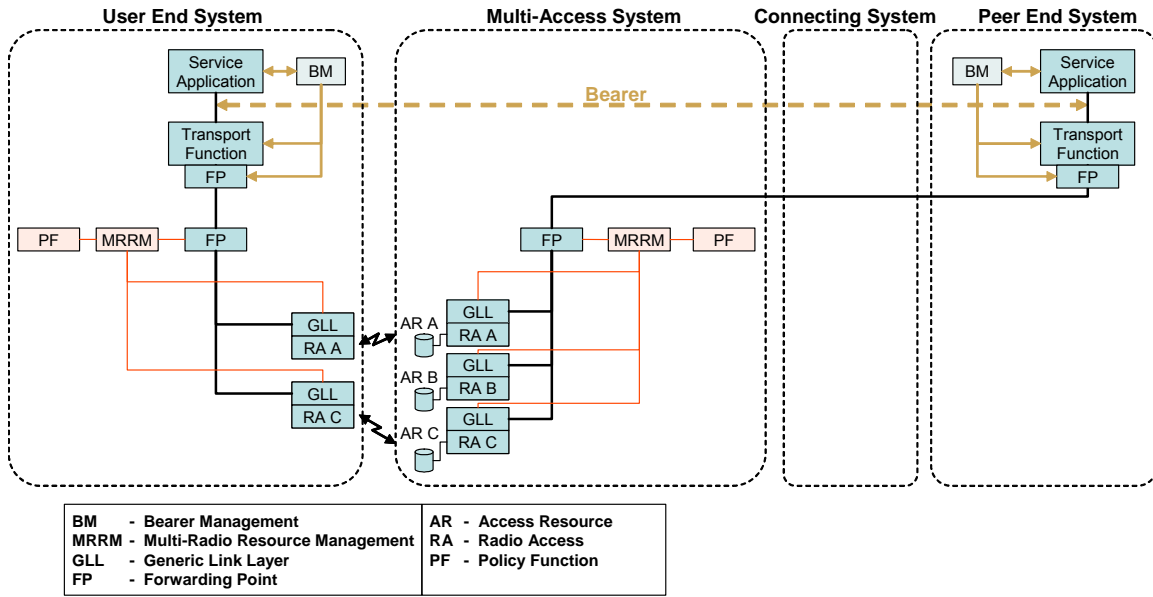 User End System
Multi-Access System
Connecting System
Peer End System
Service
Application
BM
BM
Service
Application
Bearer
Transport
Function
FP
Transport
Function
FP
PF
MRRM
FP
FP
MRRM
PF
GLL
RA A
AR A
GLL
RA A
GLL
RA C
AR B
GLL
RA B
AR C
GLL
RA C
BM - Bearer Management
MRRM - Multi-Radio Resource Management
GLL - Generic Link Layer
FP - Forwarding Point
AR - Access Resource
RA - Radio Access
PF - Policy Function